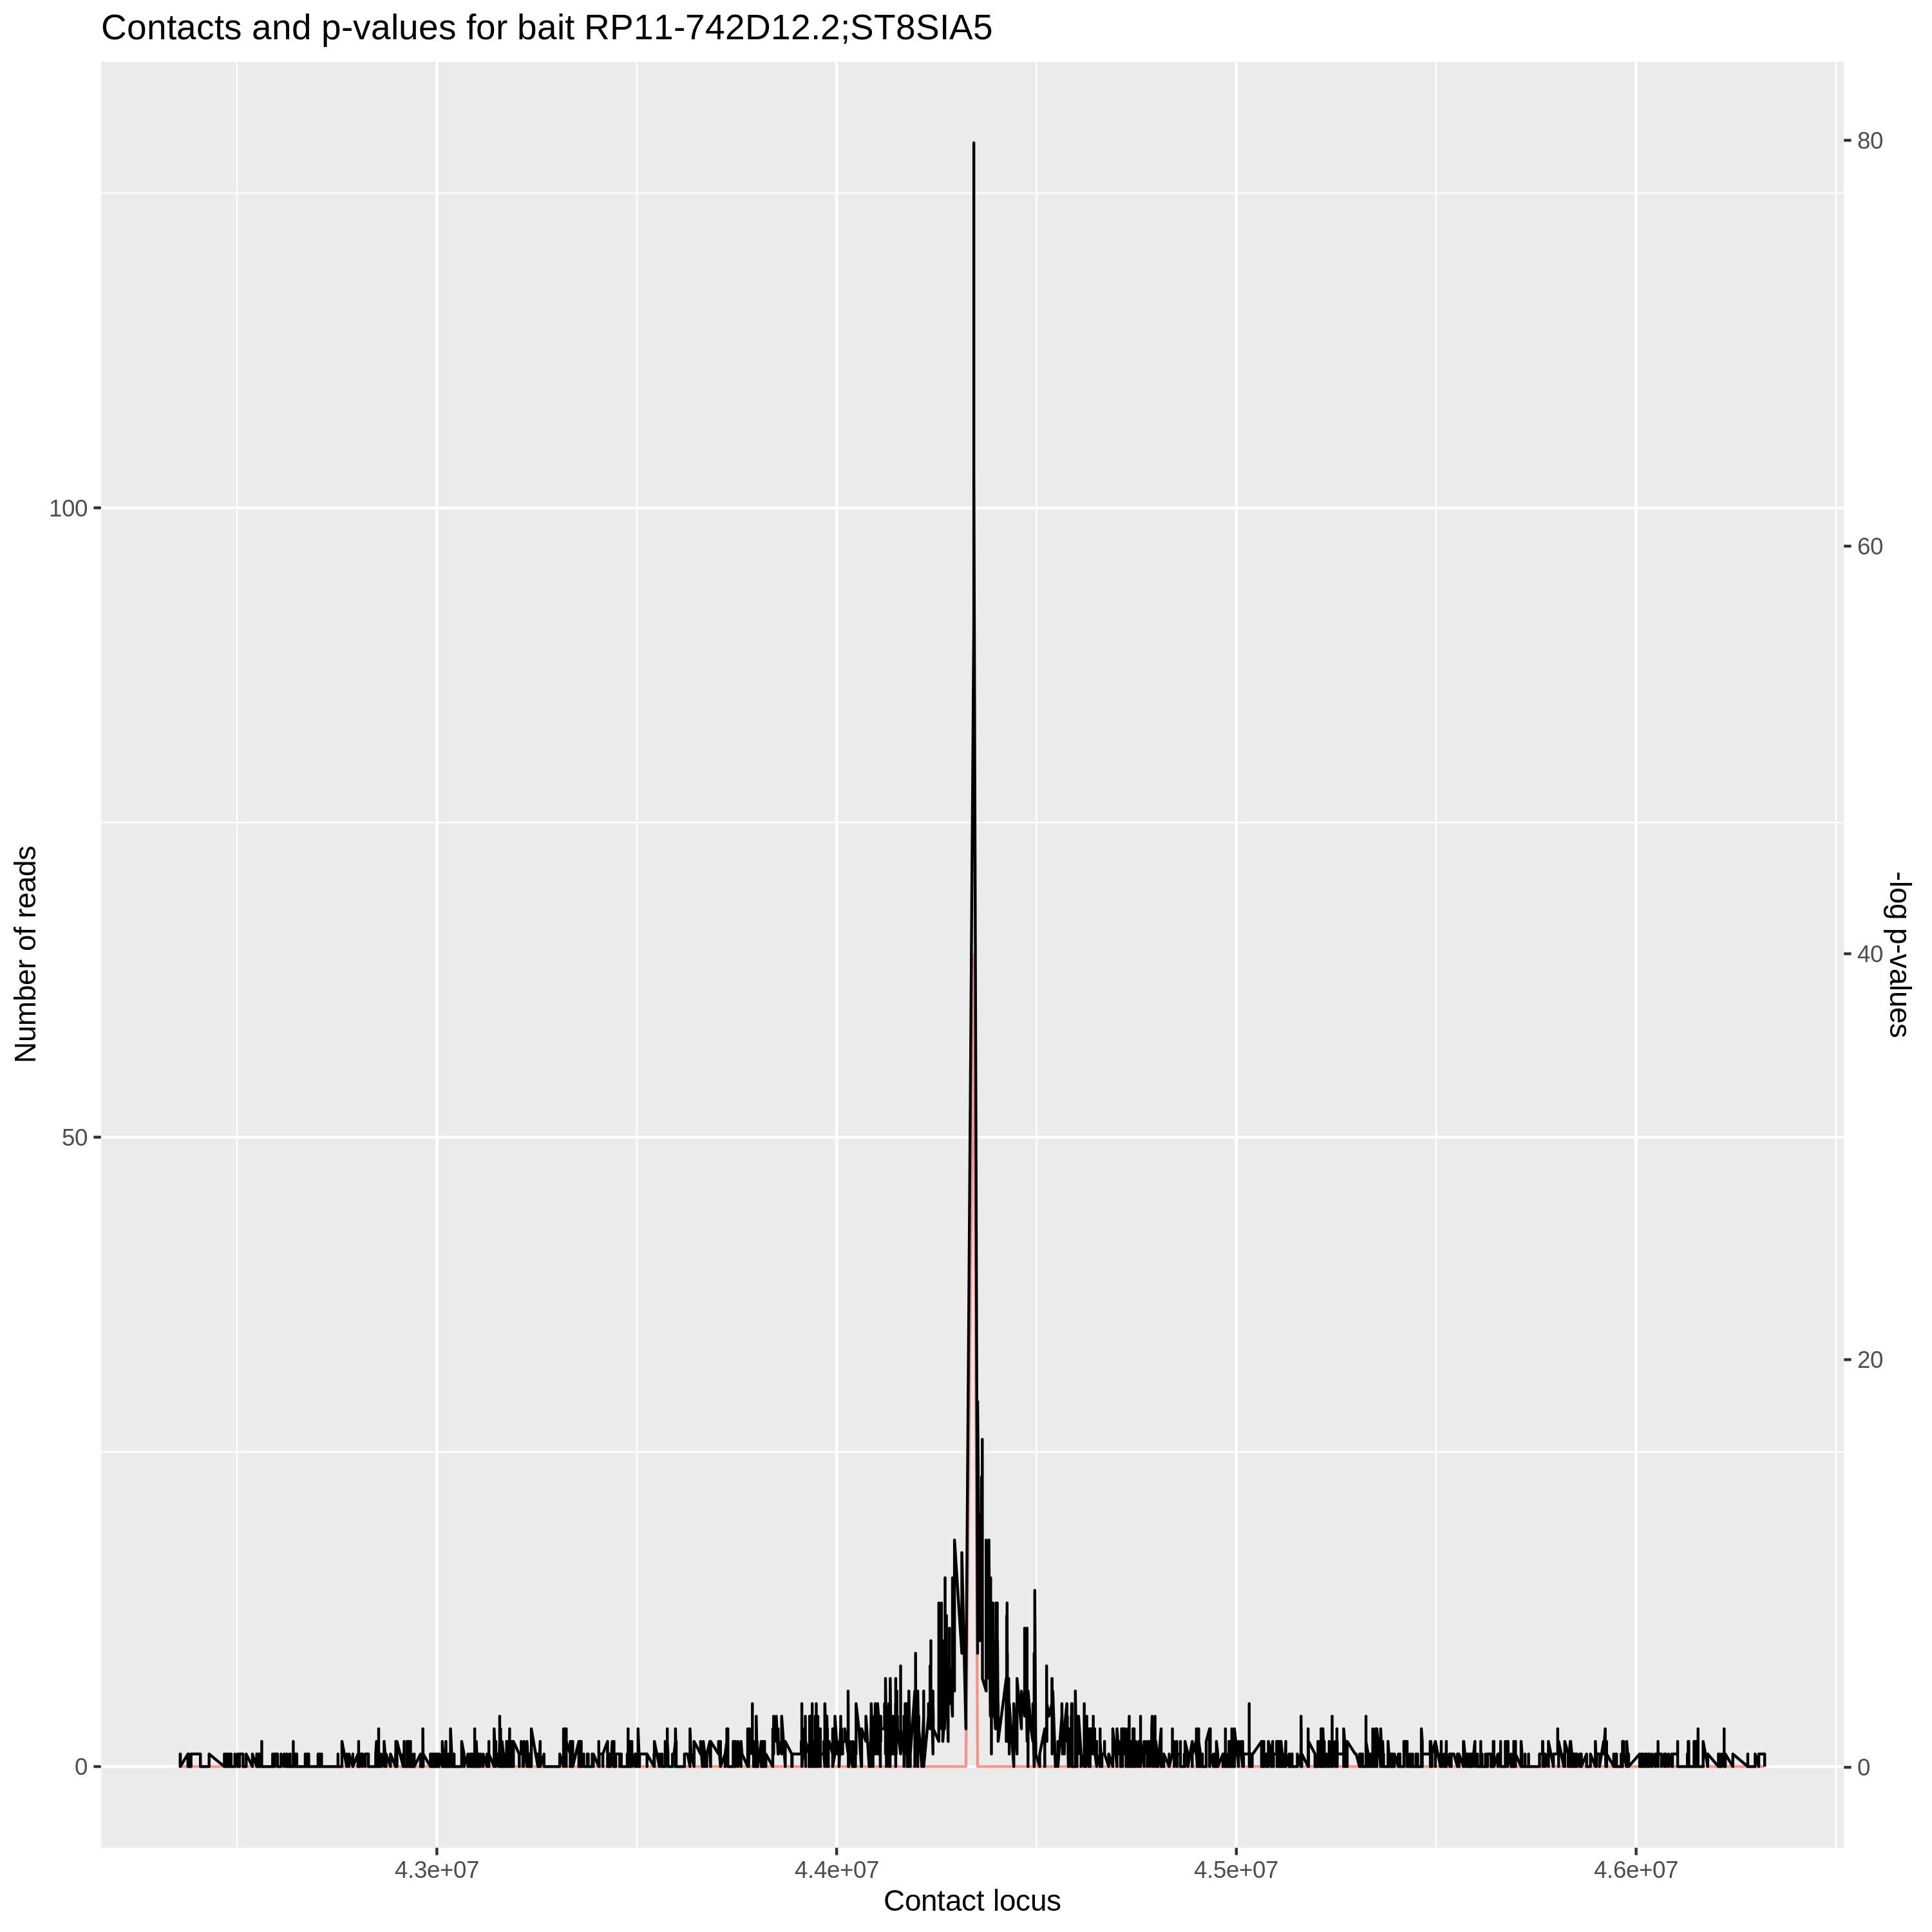 Contacts and p-values for bait RP11-742D12.2;ST8SIA5
Number of reads
100
50
0
80
60
40
20
0
-log p-values
4.3e+07
4.4e+07
4.5e+07
4.6e+07
Contact locus